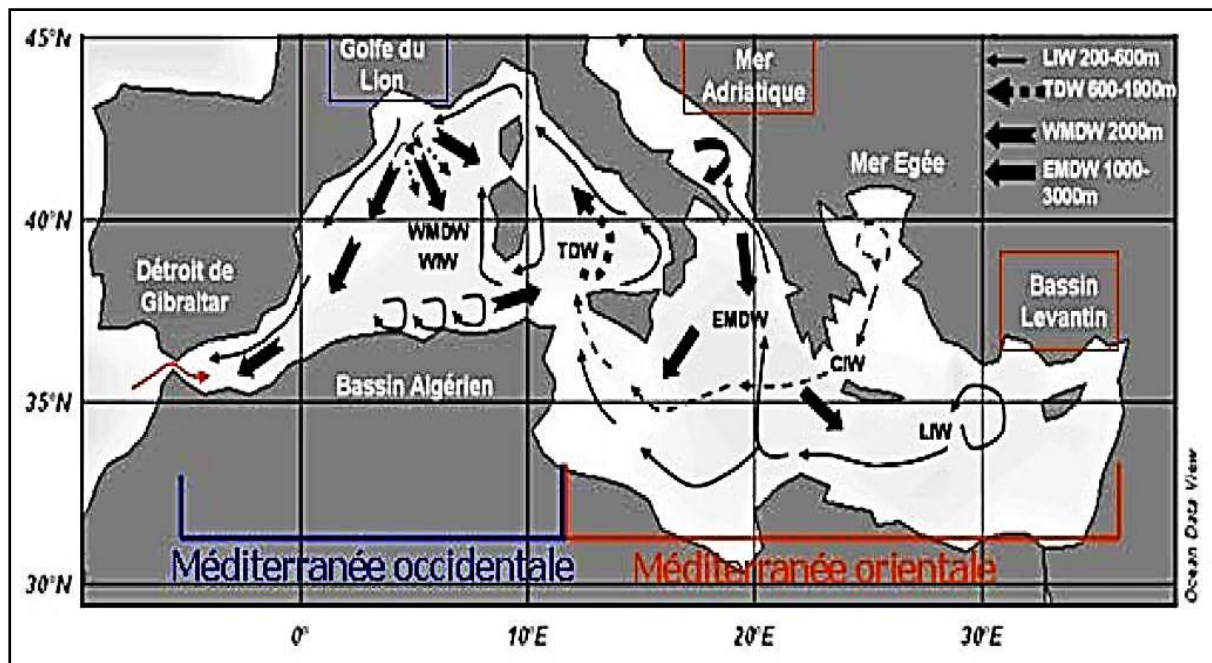 45°N
40°N
35°N
30°N
0°
10°E
20°E
30°E
Golfe du
Lion
Mer
Adriatique
LIW 200-600m
TDW 600-1900m
WMDW 2000m
EMDW 1000-
3000m
Mer Egée
WMDW
WIW
TDW
Détroit de
Gibraltar
Bassin
Levantin
EMDW
CIW
Bassin Algérien
LIW
Méditerranée occidentale
Méditerranée orientale
Ocean Data View